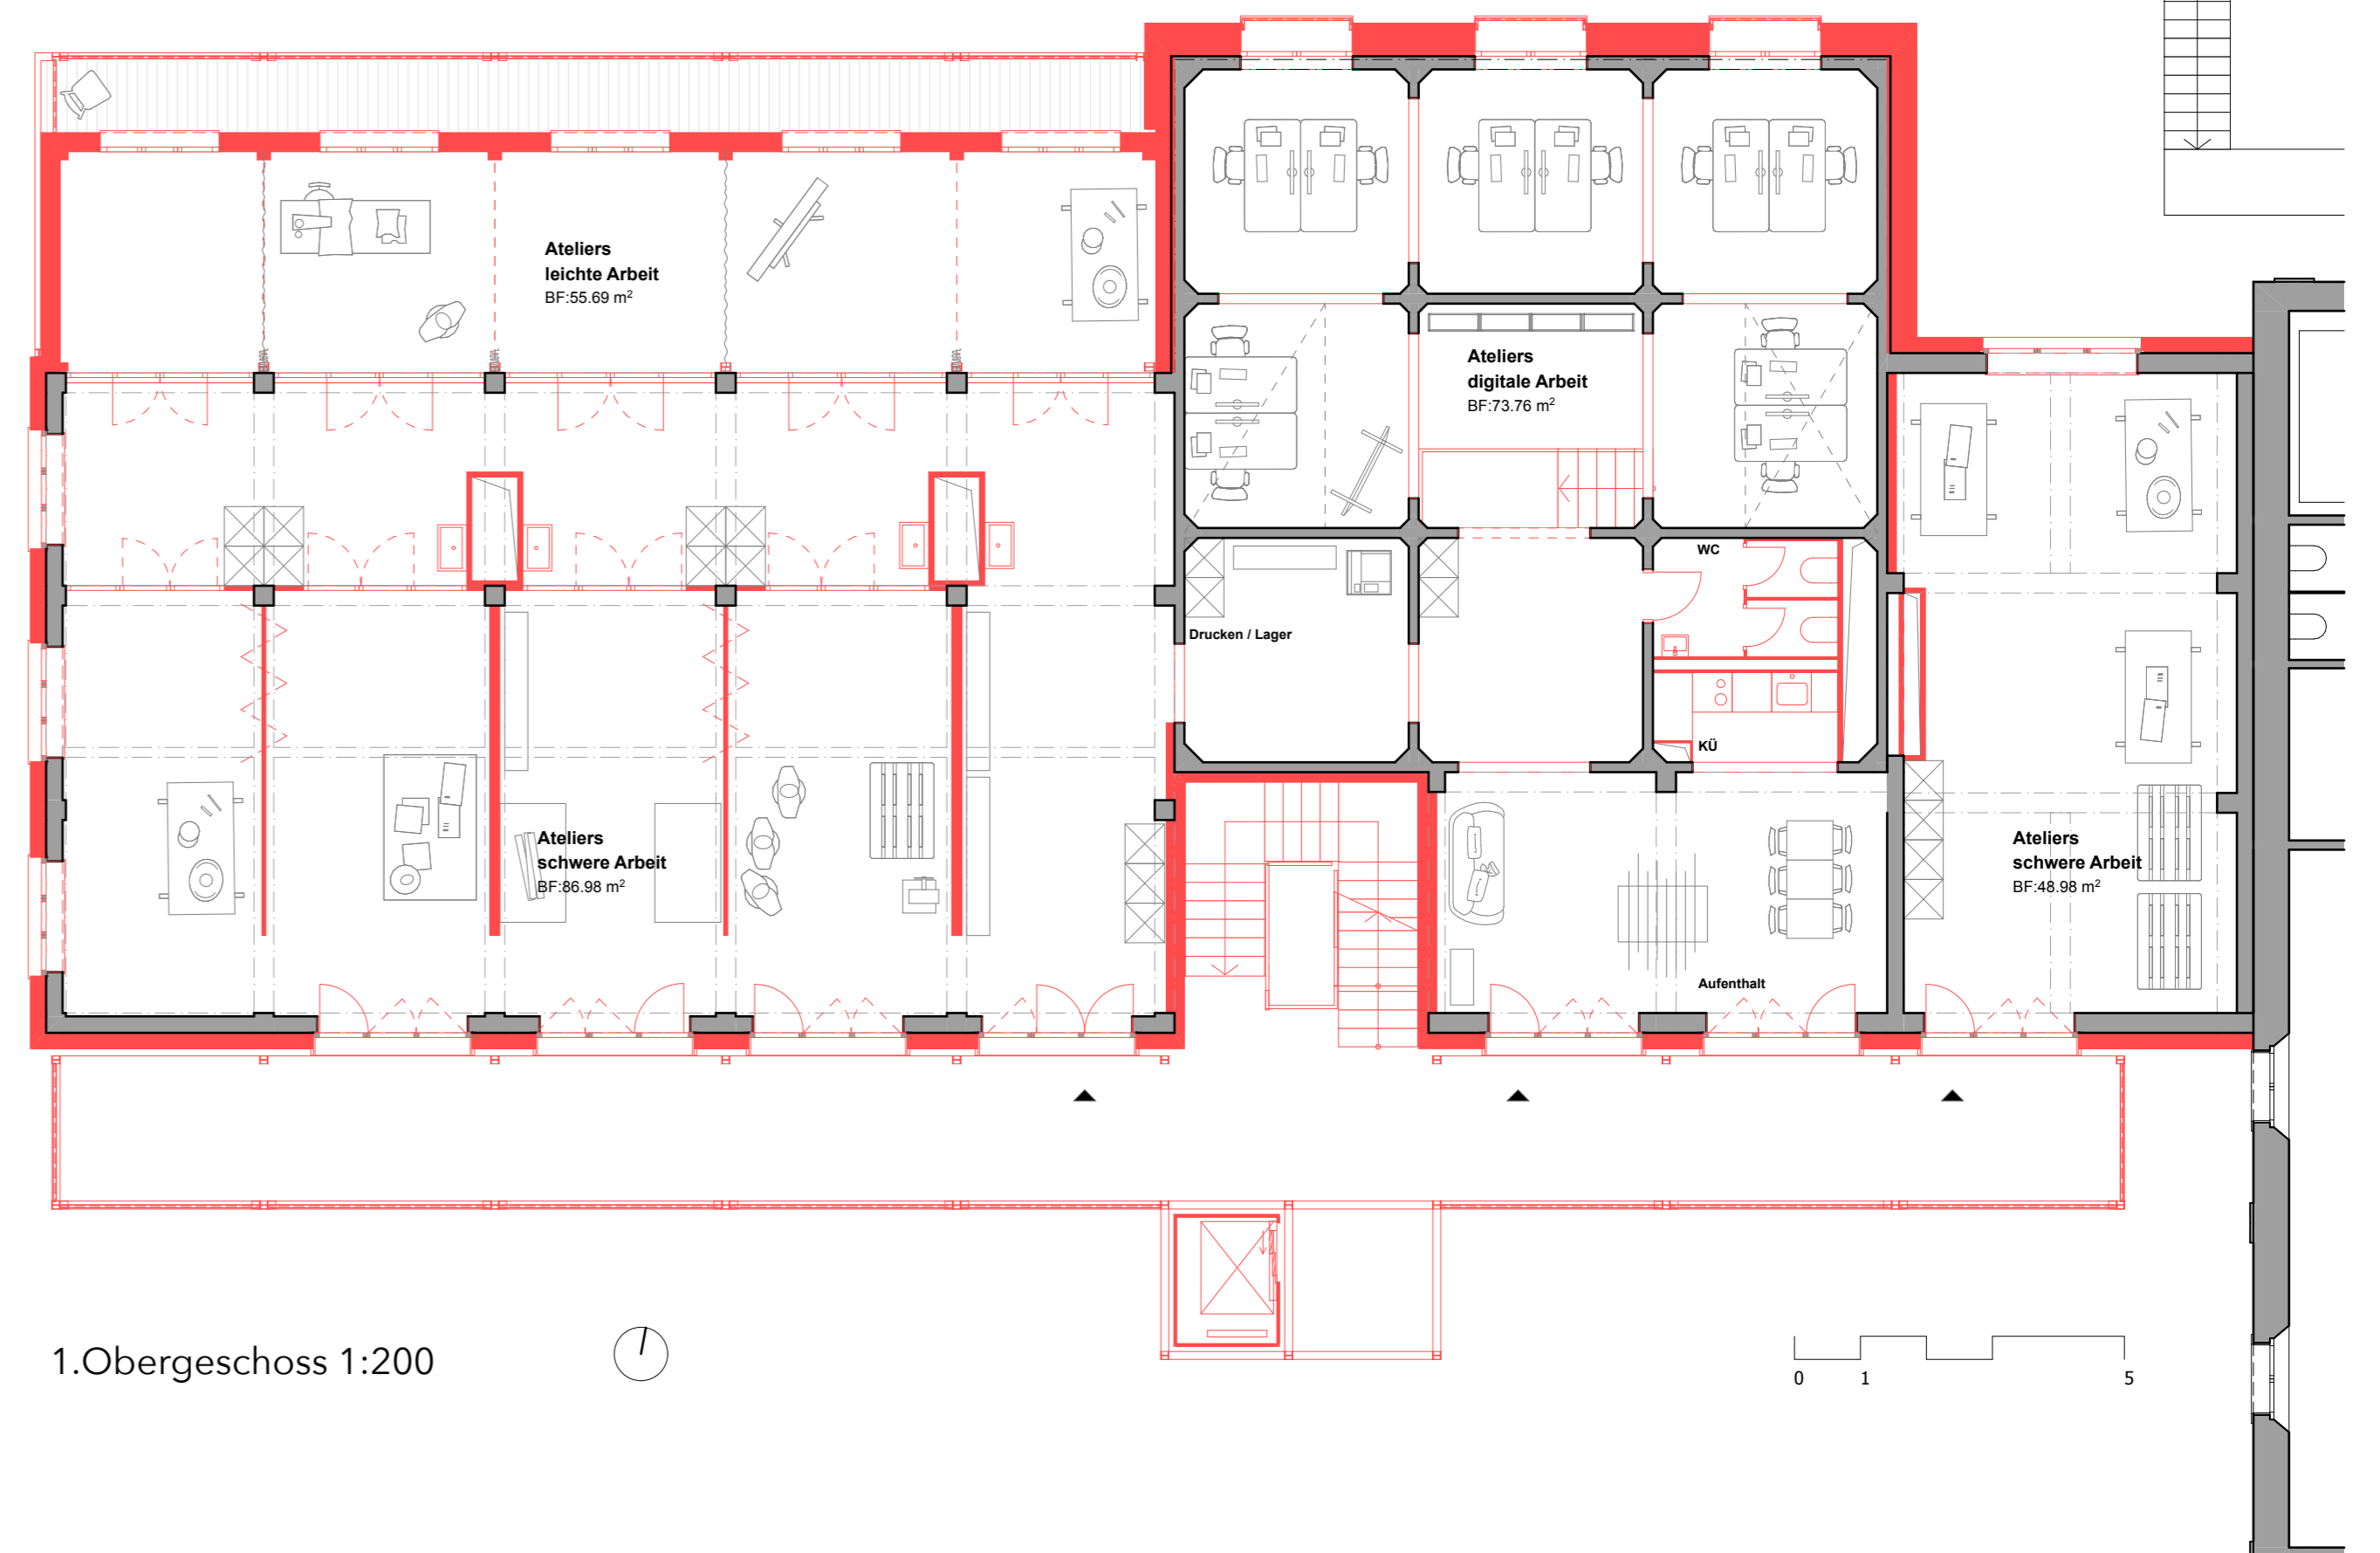 Ateliers
leichte Arbeit
BF:55.69 m²
Ateliers
digitale Arbeit
BF:73.76 m²
WC
Drucken / Lager
KÜ
Ateliers
schwere Arbeit
BF:86.98 m²
Ateliers
schwere Arbeit
BF:48.98 m²
Aufenthalt
1.Obergeschoss 1:200
0 1 5